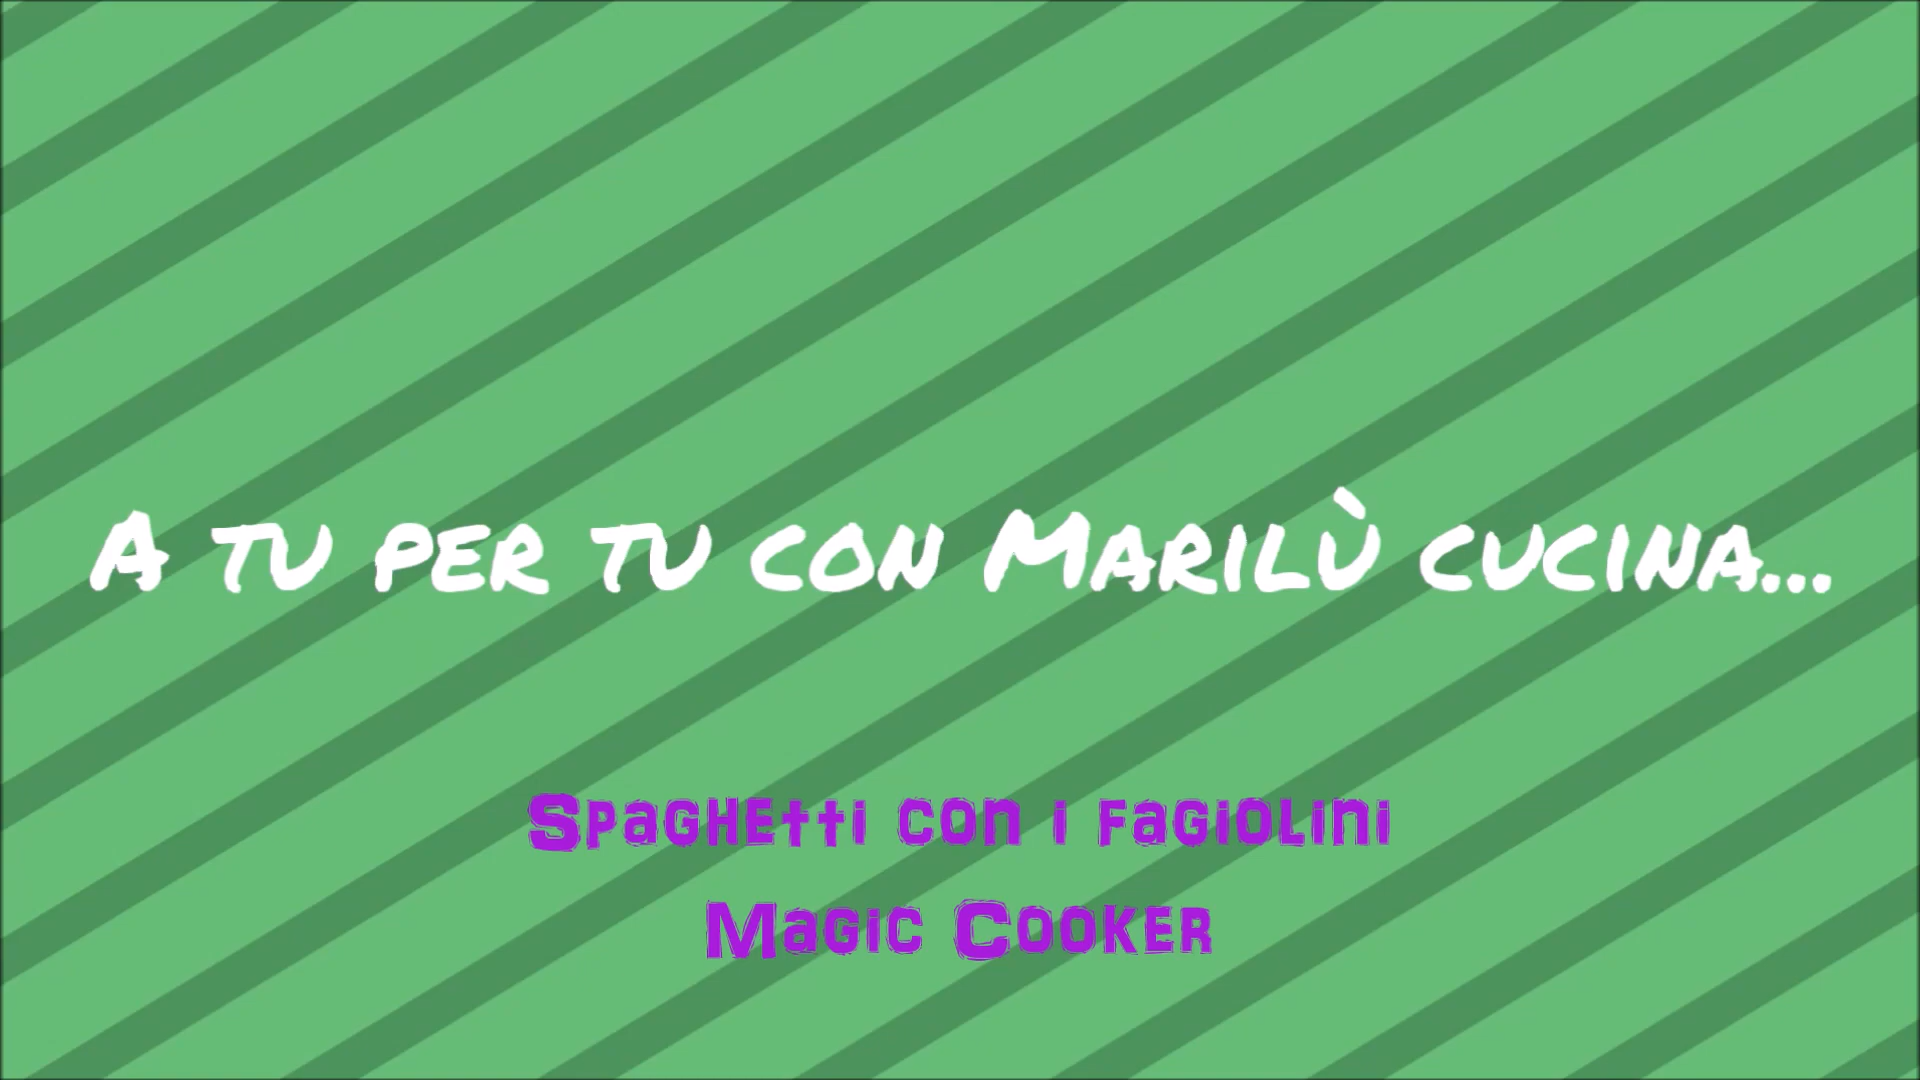 A tu per tu con Marilù cucina...
Spaghetti con i fagiolini
Magic Cooker